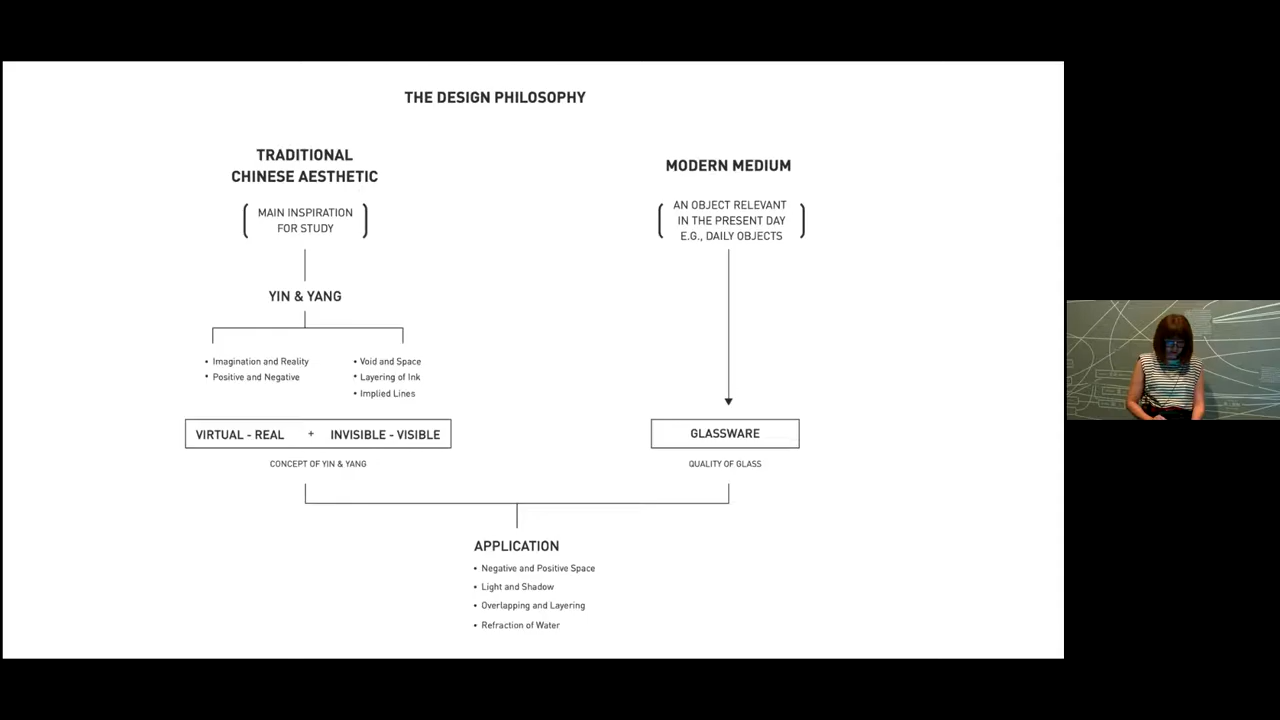 THE DESIGN PHILOSOPHY
TRADITIONAL
CHINESE AESTHETIC
MAIN INSPIRATION
FOR STUDY
YIN & YANG
• Imagination and Reality
• Positive and Negative
• Void and Space
• Layering of Ink
• Implied Lines
VIRTUAL - REAL + INVISIBLE - VISIBLE
CONCEPT OF YIN & YANG
MODERN MEDIUM
AN OBJECT RELEVANT
IN THE PRESENT DAY
E.G., DAILY OBJECTS
GLASSWARE
QUALITY OF GLASS
APPLICATION
• Negative and Positive Space
• Light and Shadow
• Overlapping and Layering
• Refraction of Water